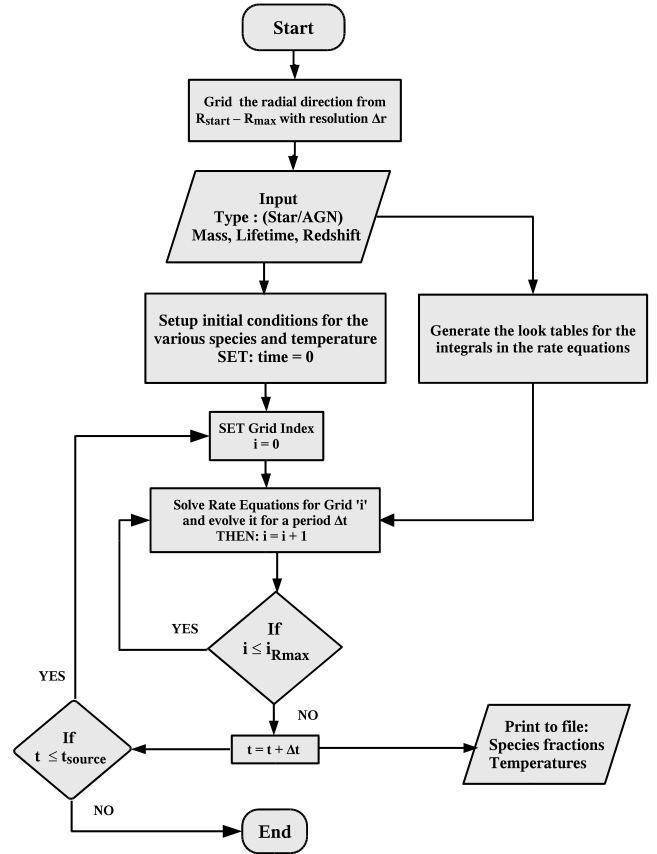 Start
Grid the radial direction from
Rstart – Rmax with resolution Δr
Input
Type : (Star/AGN)
Mass, Lifetime, Redshift
Setup initial conditions for the
various species and temperature
SET: time = 0
Generate the look tables for the
integrals in the rate equations
SET Grid Index
i = 0
Solve Rate Equations for Grid 'i'
and evolve it for a period Δt
THEN: i = i + 1
If
i ≤ iRmax
YES
NO
t = t + Δt
Print to file:
Species fractions
Temperatures
YES
If
t ≤ tsource
NO
End